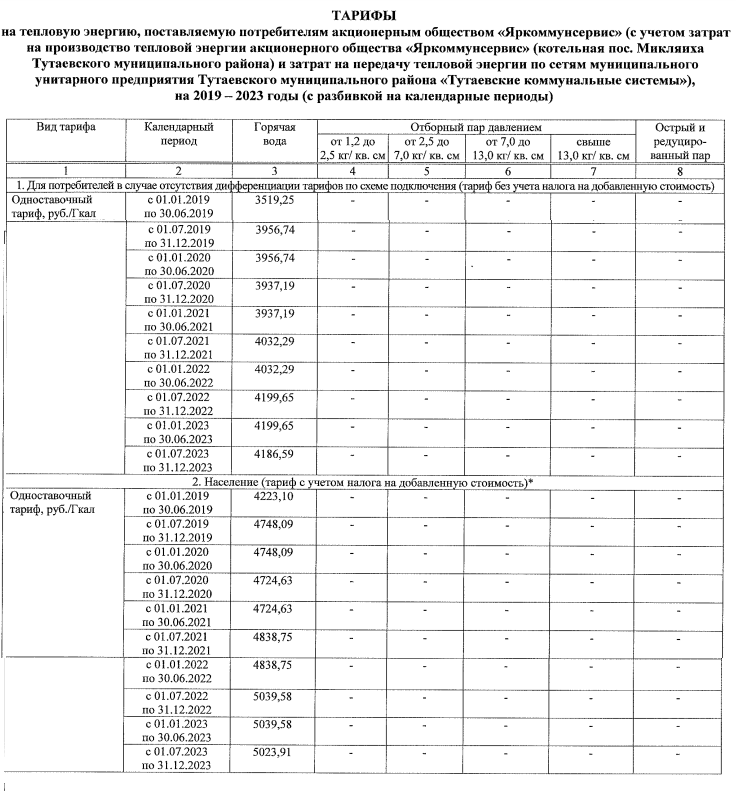 ТАРИФЫ
на тепловую энергию, поставляемую потребителям акционерным обществом «Яркоммунсервис» (с учетом затрат
на производство тепловой энергии акционерного общества «Яркоммунсервис» (котельная пос. Микляиха
Тутаевского муниципального района) и затрат на передачу тепловой энергии по сетям муниципального
унитарного предприятия Тутаевского муниципального района «Тутаевские коммунальные системы»),
на 2019 – 2023 годы (с разбивкой на календарные периоды)
Вид тарифа Календарный период Горячая вода Отборный пар давлением Острый и редуциро-ванный пар
от 1,2 до 2,5 кг/ кв. см от 2,5 до 7,0 кг/ кв. см от 7,0 до 13,0 кг/ кв. см свыше 13,0 кг/ кв. см
1 2 3 4 5 6 7 8
1. Для потребителей в случае отсутствия дифференциации тарифов по схеме подключения (тариф без учета налога на добавленную стоимость)
Одноставочный с 01.01.2019 3519,25 - - - - -
тариф, руб./Гкал по 30.06.2019
с 01.07.2019 3956,74 - - - - -
по 31.12.2019
с 01.01.2020 3956,74 - - - - -
по 30.06.2020
с 01.07.2020 3937,19 - - - - -
по 31.12.2020
с 01.01.2021 3937,19 - - - - -
по 30.06.2021
с 01.07.2021 4032,29 - - - - -
по 31.12.2021
с 01.01.2022 4032,29 - - - - -
по 30.06.2022
с 01.07.2022 4199,65 - - - - -
по 31.12.2022
с 01.01.2023 4199,65 - - - - -
по 30.06.2023
с 01.07.2023 4186,59 - - - - -
по 31.12.2023
2. Население (тариф с учетом налога на добавленную стоимость)*
Одноставочный с 01.01.2019 4223,10 - - - - -
тариф, руб./Гкал по 30.06.2019
с 01.07.2019 4748,09 - - - - -
по 31.12.2019
с 01.01.2020 4748,09 - - - - -
по 30.06.2020
с 01.07.2020 4724,63 - - - - -
по 31.12.2020
с 01.01.2021 4724,63 - - - - -
по 30.06.2021
с 01.07.2021 4838,75 - - - - -
по 31.12.2021
с 01.01.2022 4838,75 - - - - -
по 30.06.2022
с 01.07.2022 5039,58 - - - - -
по 31.12.2022
с 01.01.2023 5039,58 - - - - -
по 30.06.2023
с 01.07.2023 5023,91 - - - - -
по 31.12.2023